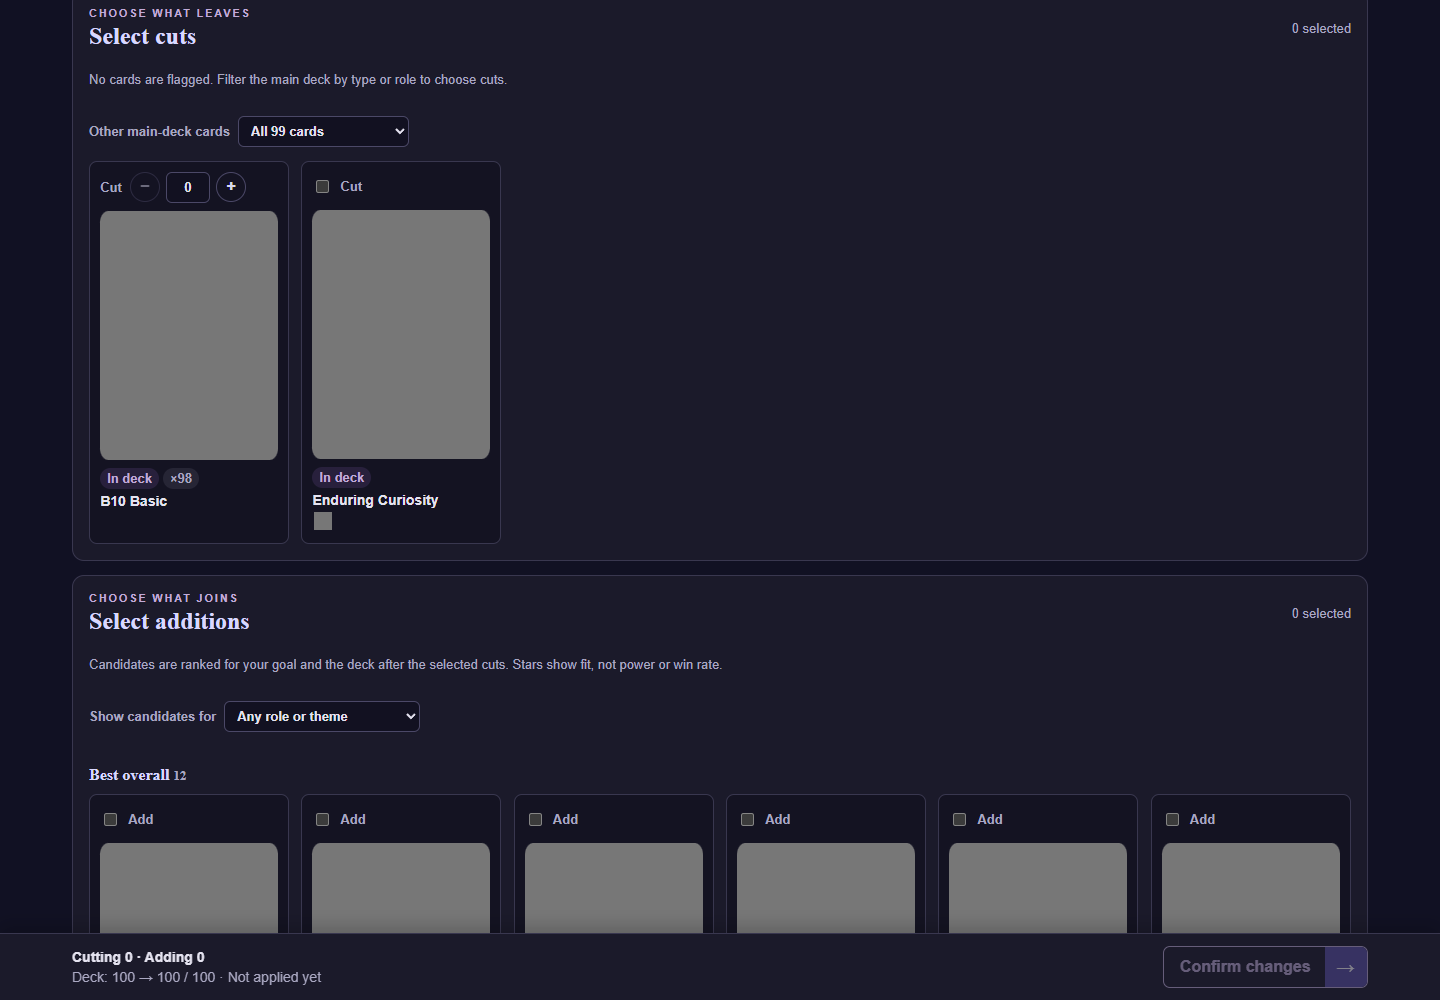 CHOOSE WHAT LEAVES
Select cuts
0 selected
No cards are flagged. Filter the main deck by type or role to choose cuts.
Other main-deck cards All 99 cards
Cut − 0 +
Cut
In deck ×98
B10 Basic
In deck
Enduring Curiosity
CHOOSE WHAT JOINS
Select additions
0 selected
Candidates are ranked for your goal and the deck after the selected cuts. Stars show fit, not power or win rate.
Show candidates for Any role or theme
Best overall 12
Add
Add
Add
Add
Add
Add
Cutting 0 · Adding 0
Deck: 100 → 100 / 100 · Not applied yet
Confirm changes →